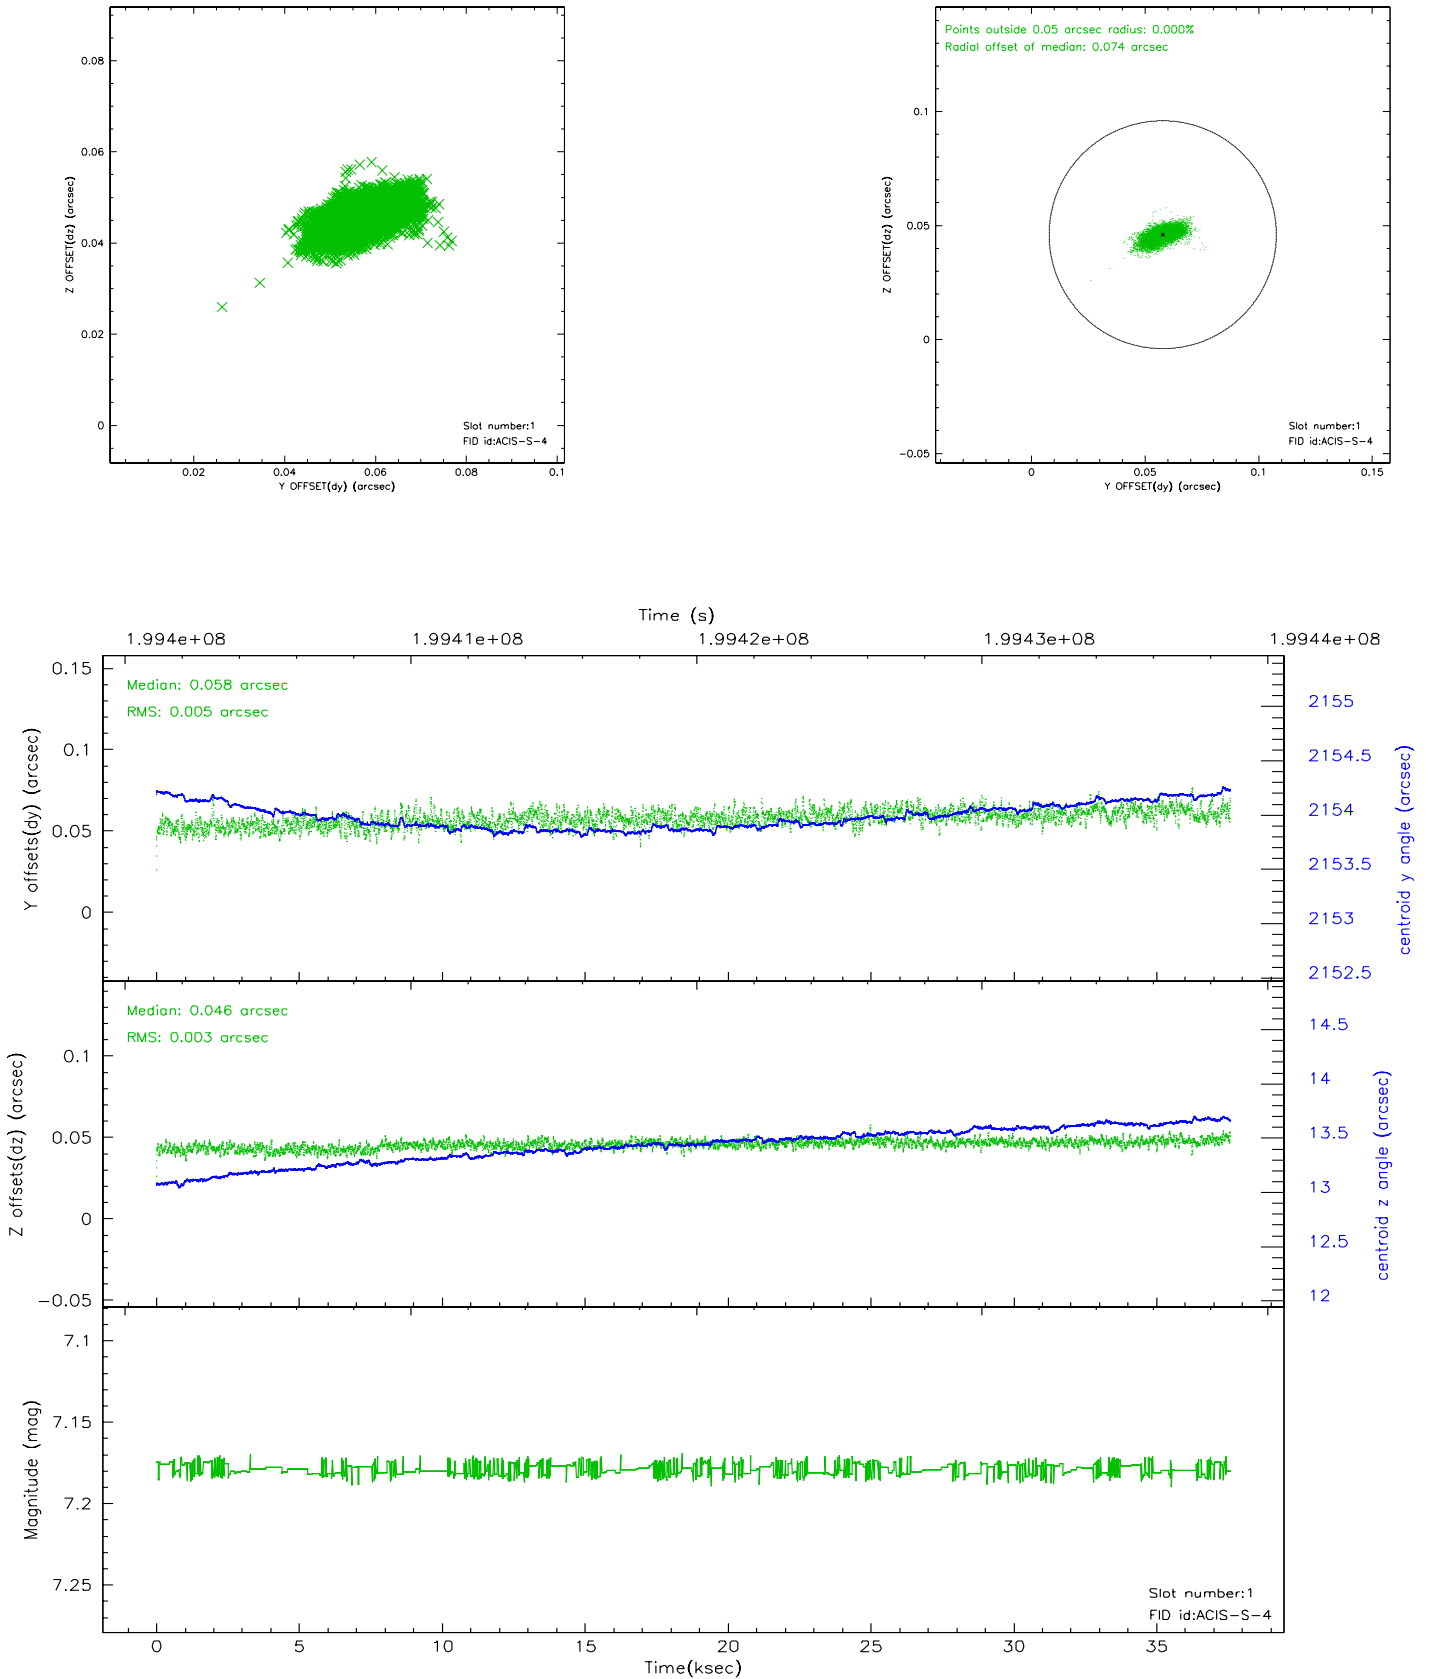 0.08
0.06
0.04
0.02
0
Z OFFSET(dz) (arcsec)
Slot number:1
FID id:ACIS-S-4
0.02 0.04 0.06 0.08 0.1
Y OFFSET(dy) (arcsec)
Points outside 0.05 arcsec radius: 0.000%
Radial offset of median: 0.074 arcsec
0.1
0.05
0
-0.05
Z OFFSET(dz) (arcsec)
Slot number:1
FID id:ACIS-S-4
0 0.05 0.1 0.15
Y OFFSET(dy) (arcsec)
Time (s)
1.994e+08 1.9941e+08 1.9942e+08 1.9943e+08 1.9944e+08
0.15
0.1
0.05
0
Y offsets(dy) (arcsec)
Median: 0.058 arcsec
RMS: 0.005 arcsec
2155
2154.5
2154
2153.5
2153
2152.5
centroid y angle (arcsec)
0.1
0.05
0
-0.05
Z offsets(dz) (arcsec)
Median: 0.046 arcsec
RMS: 0.003 arcsec
14.5
14
13.5
13
12.5
12
centroid z angle (arcsec)
7.1
7.15
7.2
7.25
Magnitude (mag)
Slot number:1
FID id:ACIS-S-4
0 5 10 15 20 25 30 35
Time(ksec)